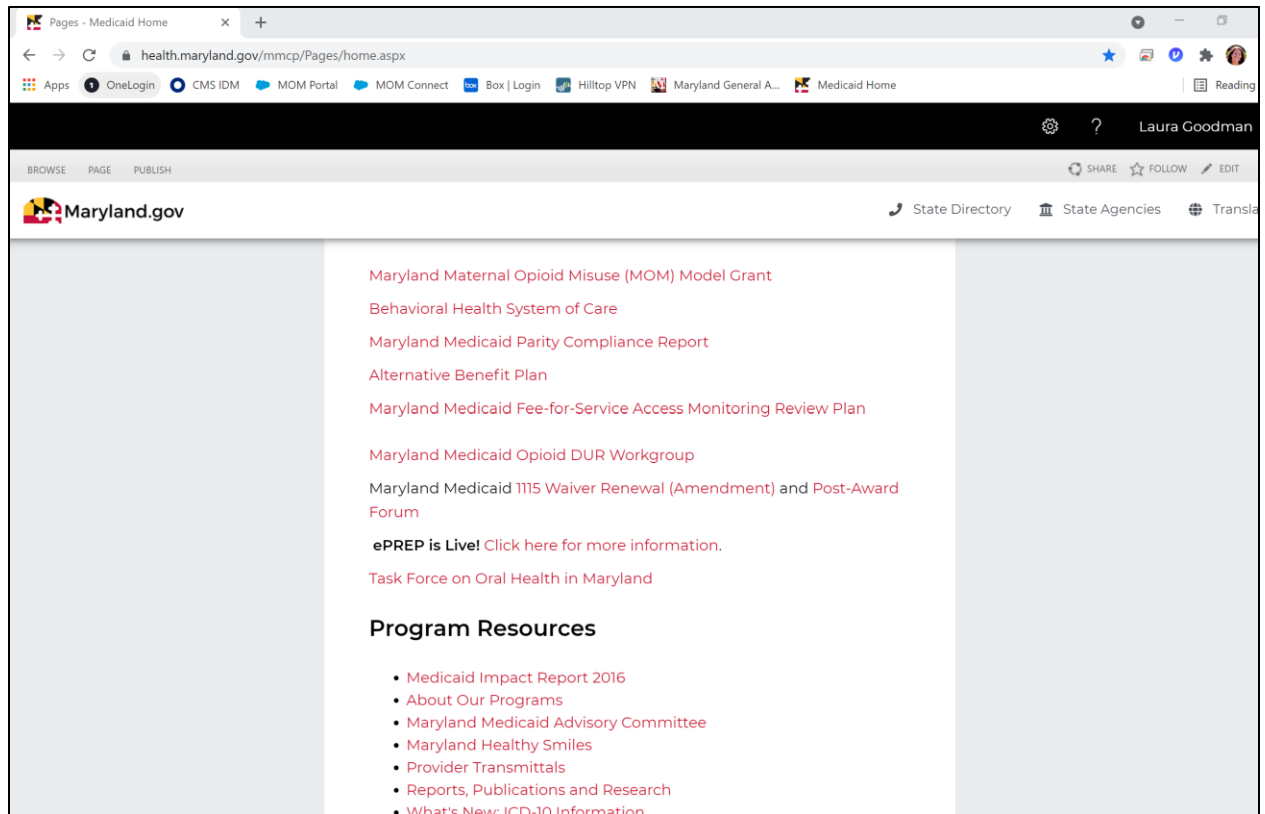 Pages - Medicaid Home
health.maryland.gov/mmcp/Pages/home.aspx
Apps OneLogin CMS IDM MOM Portal MOM Connect Box | Login Hilltop VPN Maryland General A... Medicaid Home Reading
? Laura Goodman
BROWSE PAGE PUBLISH SHARE FOLLOW EDIT
Maryland.gov State Directory State Agencies Transla
Maryland Maternal Opioid Misuse (MOM) Model Grant
Behavioral Health System of Care
Maryland Medicaid Parity Compliance Report
Alternative Benefit Plan
Maryland Medicaid Fee-for-Service Access Monitoring Review Plan
Maryland Medicaid Opioid DUR Workgroup
Maryland Medicaid 1115 Waiver Renewal (Amendment) and Post-Award
Forum
ePREP is Live! Click here for more information.
Task Force on Oral Health in Maryland
Program Resources
• Medicaid Impact Report 2016
• About Our Programs
• Maryland Medicaid Advisory Committee
• Maryland Healthy Smiles
• Provider Transmittals
• Reports, Publications and Research
• What's New: ICD-10 Information